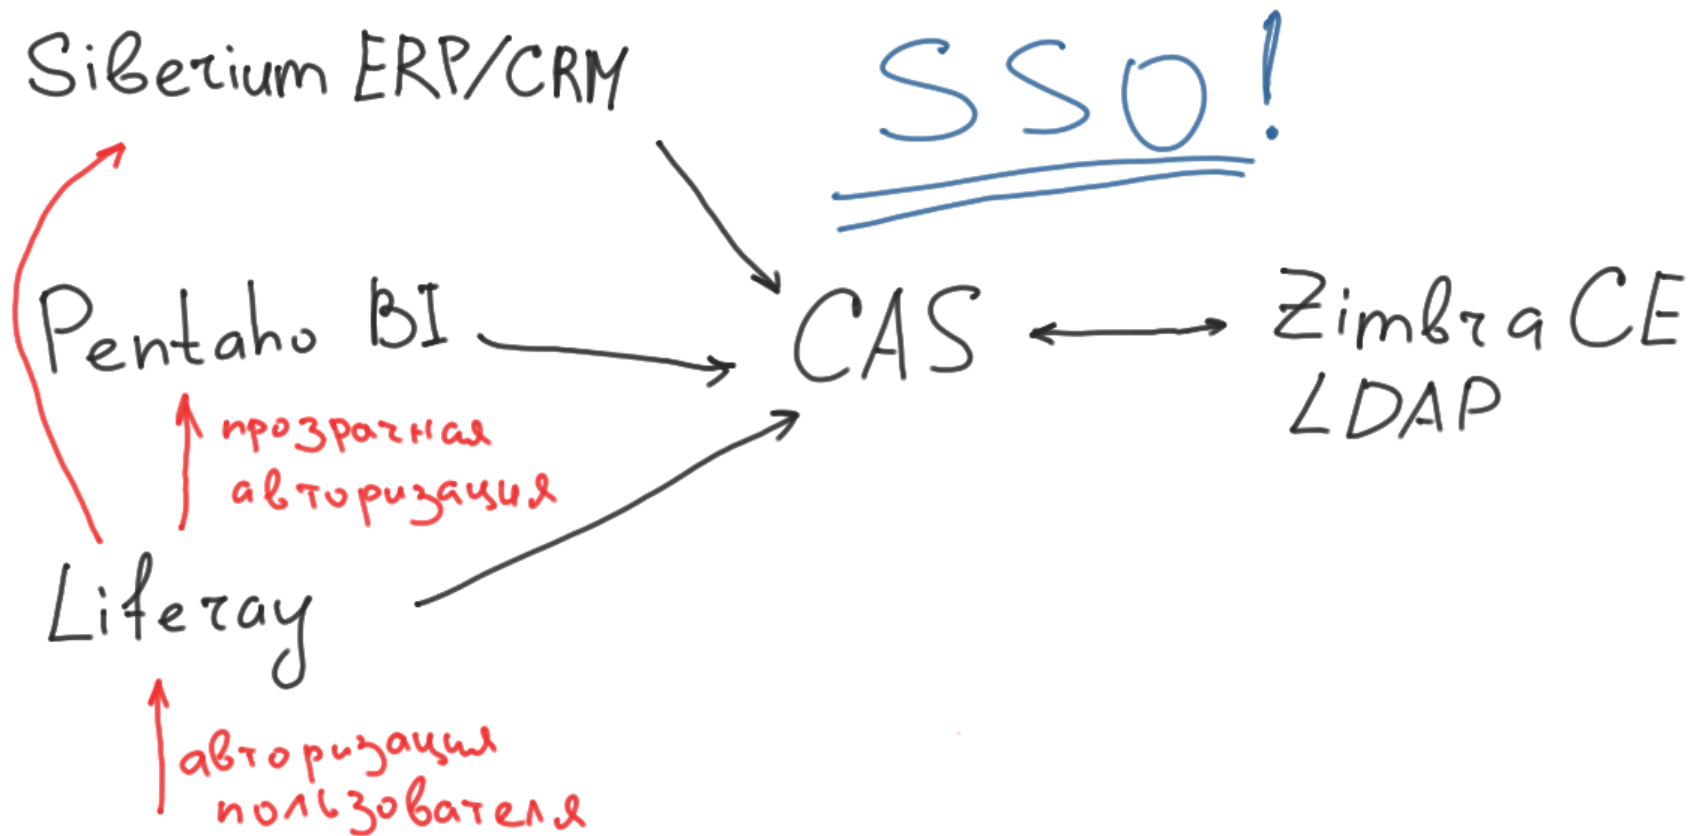 Siberium ERP/CRM
SSO!
Pentaho BI
CAS
Zimbra CE
LDAP
прозрачная
авторизация
Liferay
авторизация
пользователя